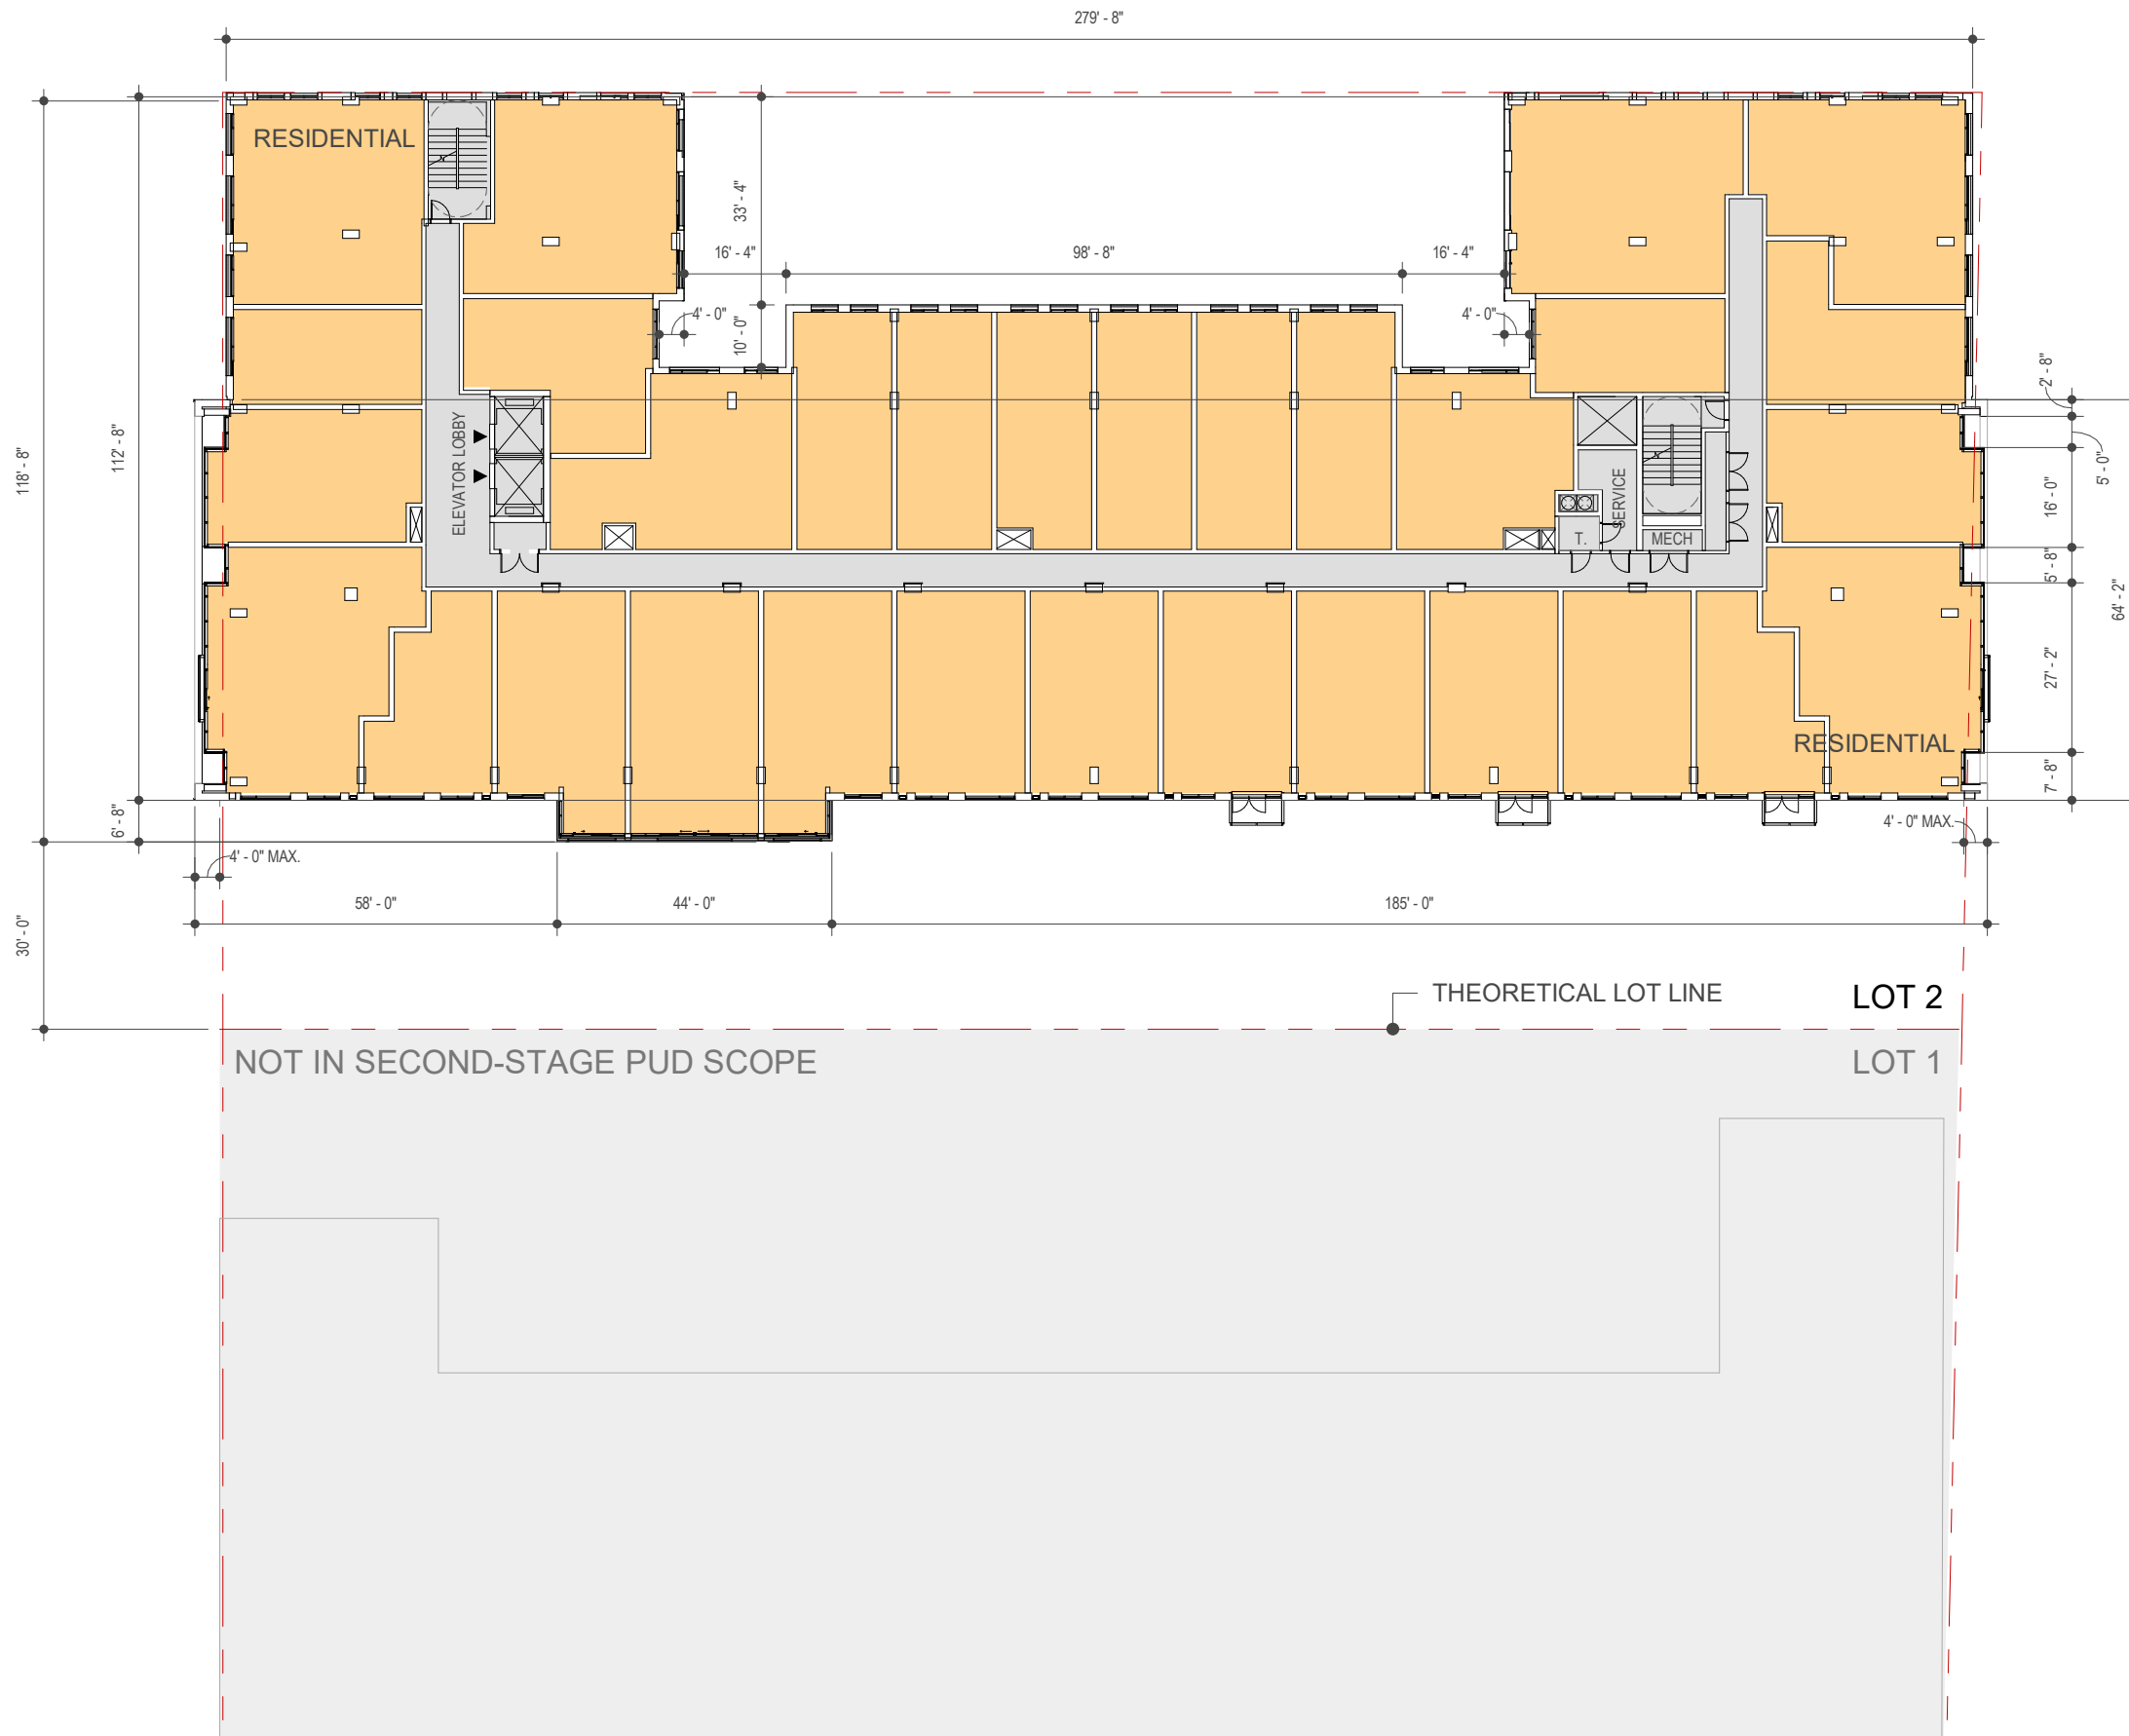 279' - 8"
RESIDENTIAL
33' - 4"
16' - 4"
98' - 8"
16' - 4"
4' - 0"
4' - 0"
10' - 0"
2' - 8"
118' - 8"
112' - 8"
ELEVATOR LOBBY
SERVICE
5' - 0"
16' - 0"
T.
MECH
5' - 8"
64' - 2"
27' - 2"
RESIDENTIAL
7' - 8"
6' - 8"
4' - 0" MAX.
4' - 0" MAX.
58' - 0"
44' - 0"
185' - 0"
30' - 0"
THEORETICAL LOT LINE
LOT 2
NOT IN SECOND-STAGE PUD SCOPE
LOT 1